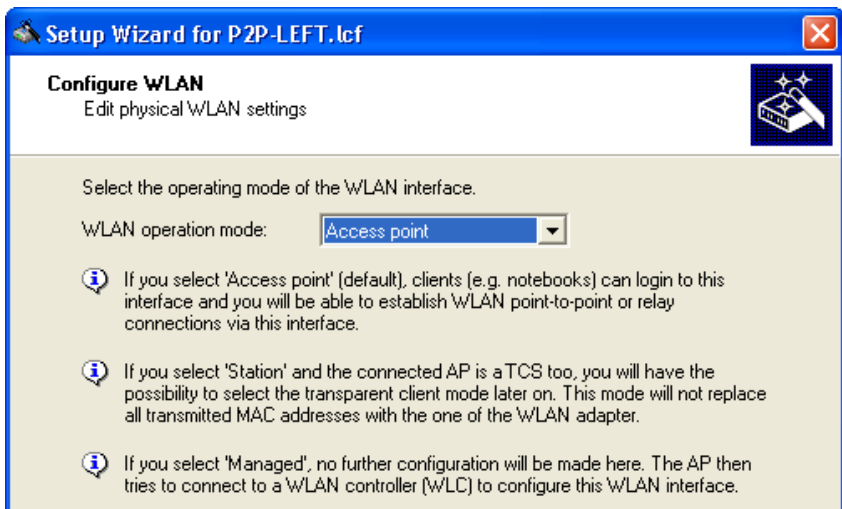 Setup Wizard for P2P-LEFT.lcf
Configure WLAN
Edit physical WLAN settings
Select the operating mode of the WLAN interface.
WLAN operation mode: Access point
If you select 'Access point' (default), clients (e.g. notebooks) can login to this
interface and you will be able to establish WLAN point-to-point or relay
connections via this interface.
If you select 'Station' and the connected AP is a TCS too, you will have the
possibility to select the transparent client mode later on. This mode will not replace
all transmitted MAC addresses with the one of the WLAN adapter.
If you select 'Managed', no further configuration will be made here. The AP then
tries to connect to a WLAN controller (WLC) to configure this WLAN interface.